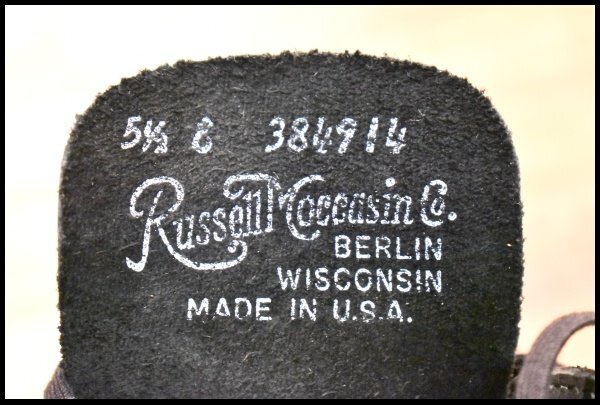 5½ E 384914
Russell Moccasin Co.
BERLIN
WISCONSIN
MADE IN U.S.A.